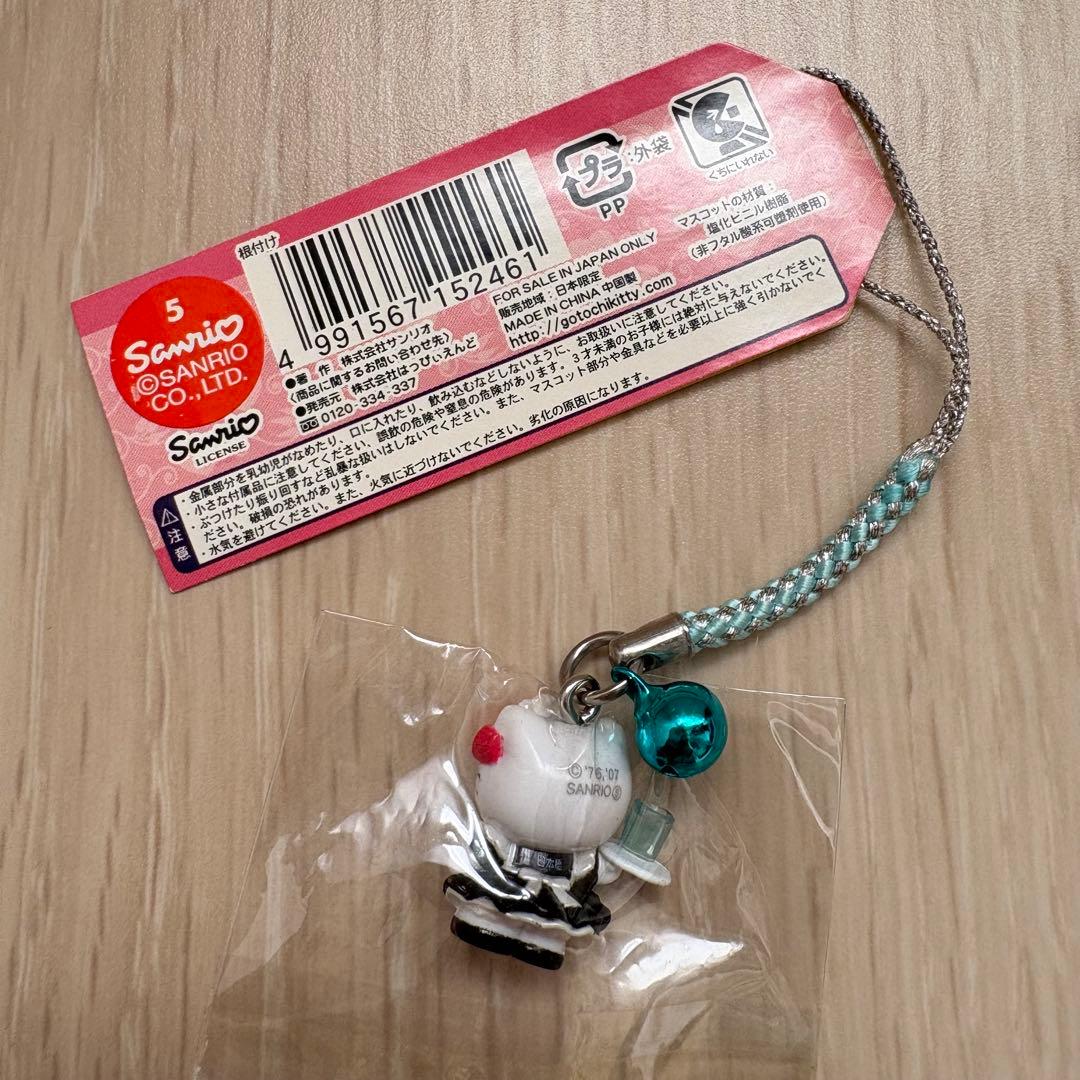 くちにいれない
プラ
:外袋
PP
マスコットの材質:
塩化ビニル樹脂
(非フタル酸系可塑剤使用)
根付け
4 991567 152461
FOR SALE IN JAPAN ONLY
販売地域:日本限定
MADE IN CHINA 中国製
http://gotochikitty.com
5
Sanrio
©SANRIO
CO.,LTD.
Sanrio
LICENSE
●著 作 株式会社サンリオ
〈商品に関するお問い合わせ先〉
●発売元 株式会社はっぴぃえんど
0120-334-337
注意
・金属部分を乳幼児がなめたり、口に入れたり、飲み込むなどしないように、お取扱いに注意してください。
・小さな付属品に注意してください、誤飲の危険や窒息の危険があります。3才未満のお子様には絶対に与えないでください。
・ぶつけたり振り回すなど乱暴な扱いはしないでください。また、マスコット部分や金具などを必要以上に強く引かないでく
ださい。破損の恐れがあります。
・水気を避けてください。また、火気に近づけないでください。劣化の原因になります。
© '76,'07
SANRIO